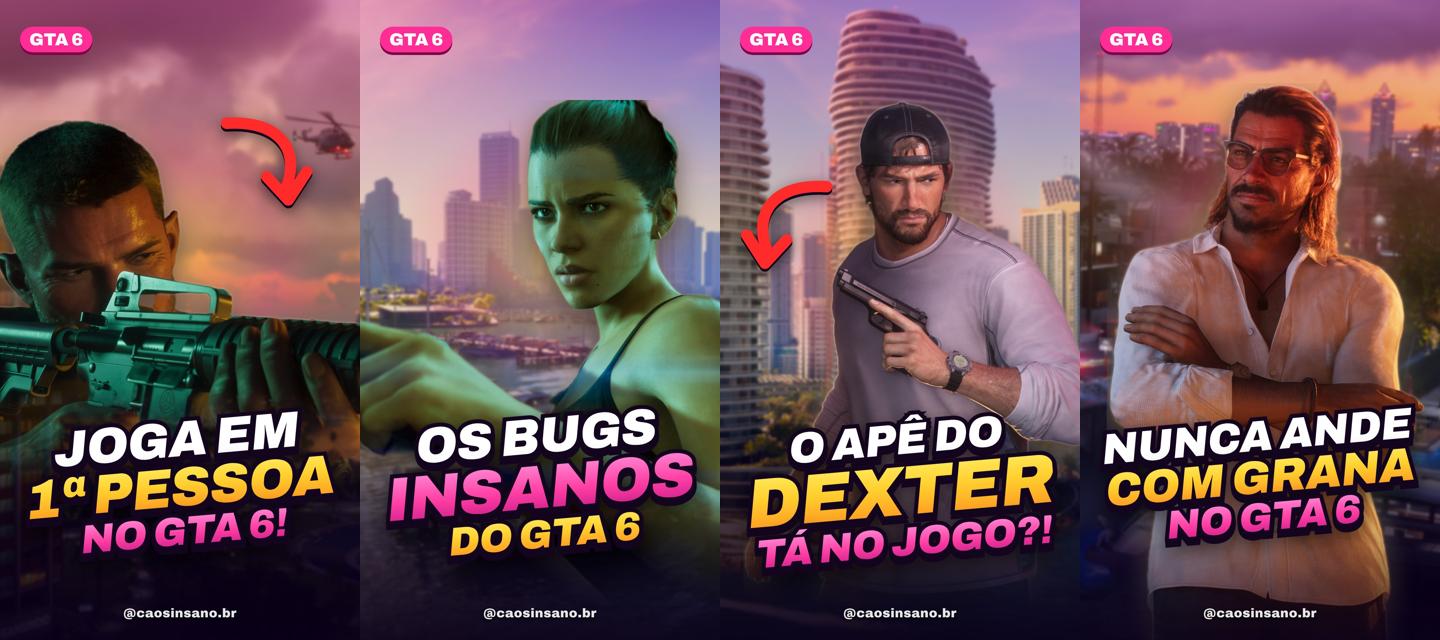 GTA 6
JOGA EM
1ª PESSOA
NO GTA 6!
@caosinsano.br
GTA 6
OS BUGS
INSANOS
DO GTA 6
@caosinsano.br
GTA 6
O APÊ DO
DEXTER
TÁ NO JOGO?!
@caosinsano.br
GTA 6
NUNCA ANDE
COM GRANA
NO GTA 6
@caosinsano.br